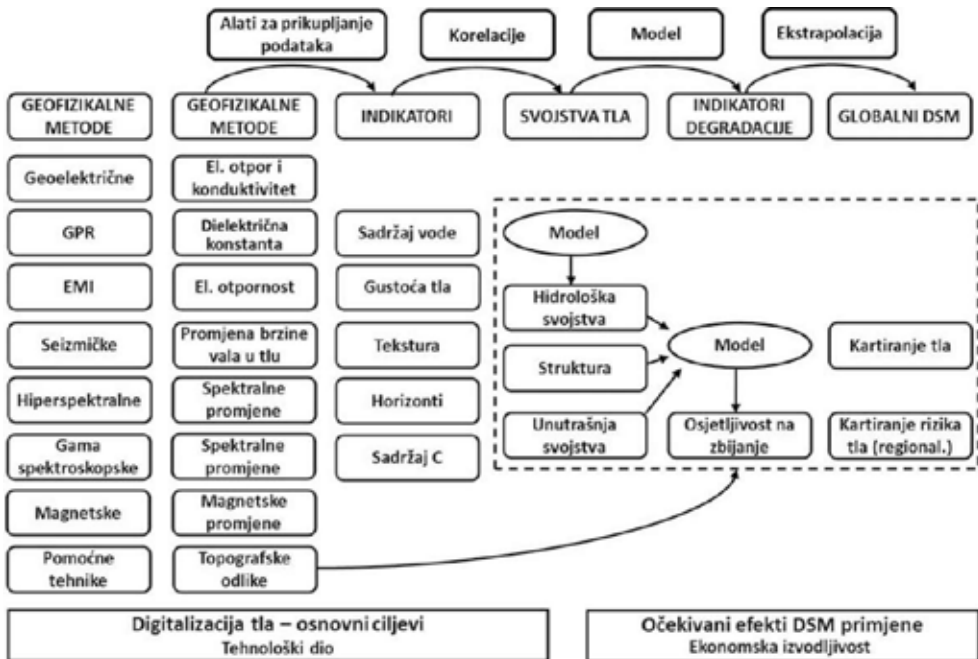 Alati za prikupljanje
podataka
Korelacije
Model
Ekstrapolacija
GEOFIZIKALNE
METODE
GEOFIZIKALNE
METODE
INDIKATORI
SVOJSTVA TLA
INDIKATORI
DEGRADACIJE
GLOBALNI DSM
Geoelektrične
El. otpor i
konduktivitet
GPR
Dielektrična
konstanta
Sadržaj vode
Model
EMI
El. otpornost
Gustoća tla
Hidrološka
svojstva
Seizmičke
Promjena brzine
vala u tlu
Tekstura
Struktura
Model
Kartiranje tla
Hiperspektralne
Spektralne
promjene
Horizonti
Unutrašnja
svojstva
Osjetljivost na
zbijanje
Kartiranje rizika
tla (regional.)
Gama
spektroskopske
Spektralne
promjene
Sadržaj C
Magnetske
Magnetske
promjene
Pomoćne
tehnike
Topografske
odlike
Digitalizacija tla – osnovni ciljevi
Tehnološki dio
Očekivani efekti DSM primjene
Ekonomska izvodljivost